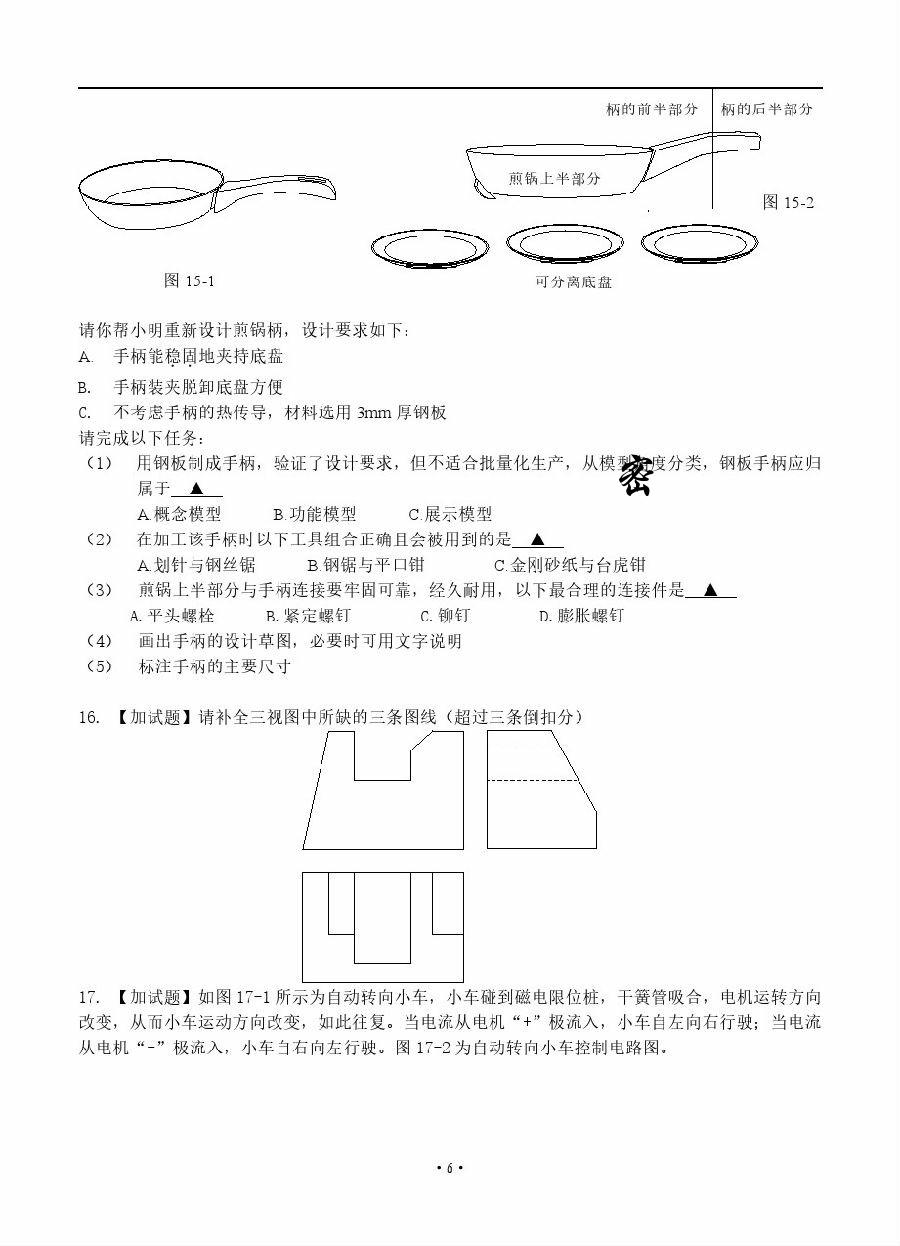 柄的前半部分 柄的后半部分
煎锅上半部分
图 15-2
图 15-1
可分离底盘
请你帮小明重新设计煎锅柄，设计要求如下：
A. 手柄能稳固地夹持底盘
B. 手柄装夹脱卸底盘方便
C. 不考虑手柄的热传导，材料选用 3mm 厚钢板
请完成以下任务：
（1） 用钢板制成手柄，验证了设计要求，但不适合批量化生产，从模型密度分类，钢板手柄应归
属于 ▲
A.概念模型 B.功能模型 C.展示模型
（2） 在加工该手柄时以下工具组合正确且会被用到的是 ▲
A.划针与钢丝锯 B.钢锯与平口钳 C.金刚砂纸与台虎钳
（3） 煎锅上半部分与手柄连接要牢固可靠，经久耐用，以下最合理的连接件是 ▲
A. 平头螺栓 B. 紧定螺钉 C. 铆钉 D. 膨胀螺钉
（4） 画出手柄的设计草图，必要时可用文字说明
（5） 标注手柄的主要尺寸
16. 【加试题】请补全三视图中所缺的三条图线（超过三条倒扣分）
17. 【加试题】如图 17-1 所示为自动转向小车，小车碰到磁电限位桩，干簧管吸合，电机运转方向
改变，从而小车运动方向改变，如此往复。当电流从电机“+”极流入，小车自左向右行驶；当电流
从电机“-”极流入，小车自右向左行驶。图 17-2 为自动转向小车控制电路图。
·6·